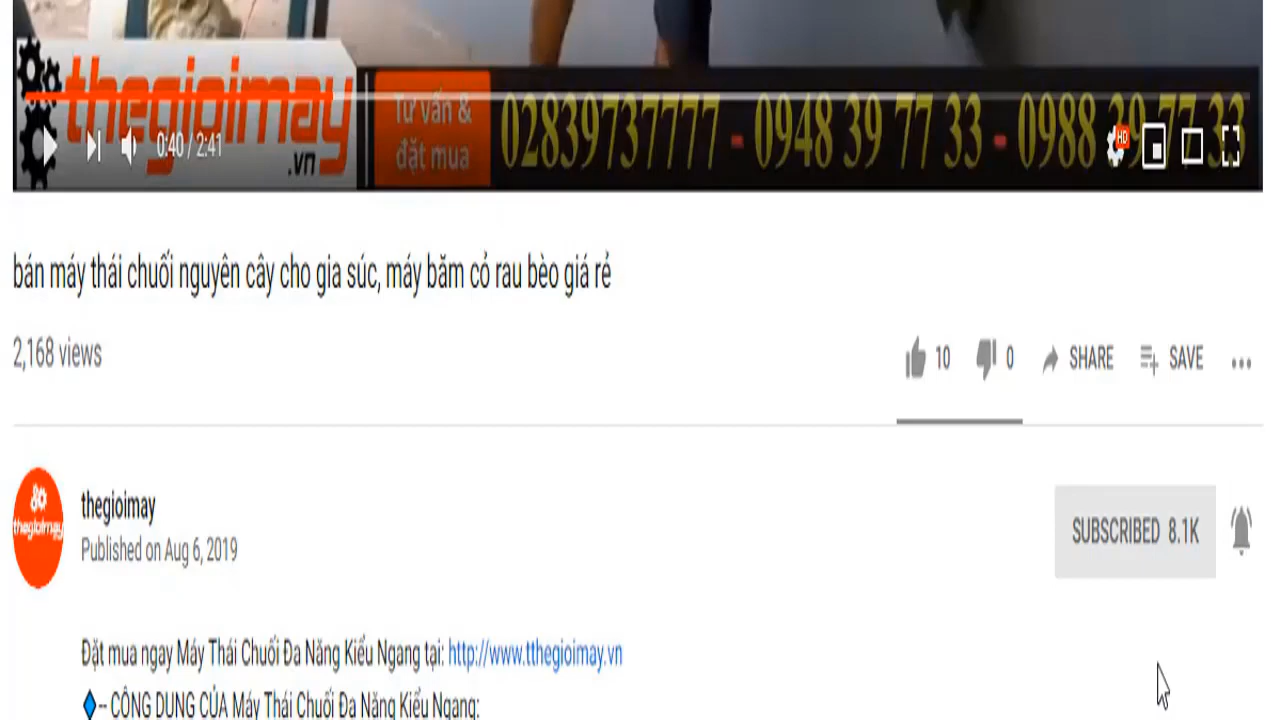 thegioimay
.vn
Tư vấn &
đặt mua
02839737777 - 0948 39 77 33 - 0988 39 77 33
HD
0:40 / 2:41
bán máy thái chuối nguyên cây cho gia súc, máy băm cỏ rau bèo giá rẻ
2,168 views
10 0 SHARE SAVE
thegioimay
thegioimay
Published on Aug 6, 2019
SUBSCRIBED 8.1K
Đặt mua ngay Máy Thái Chuối Đa Năng Kiểu Ngang tại: http://www.tthegioimay.vn
-- CÔNG DỤNG CỦA Máy Thái Chuối Đa Năng Kiểu Ngang: